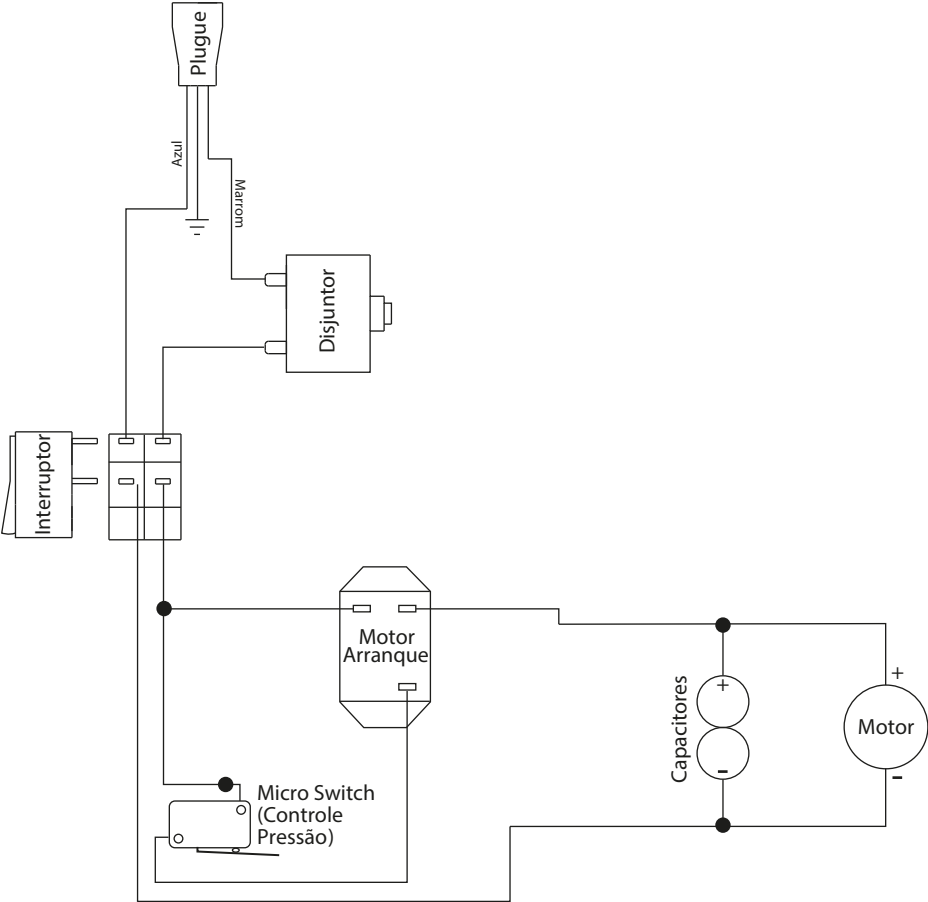 Plugue
Azul
Marrom
Disjuntor
Interruptor
Motor
Arranque
+
Capacitores
+
-
Motor
-
Micro Switch
(Controle
Pressão)